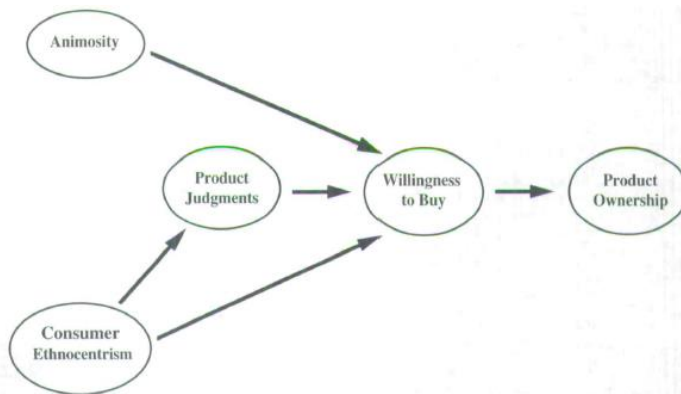 Animosity
Product
Judgments
Willingness
to Buy
Product
Ownership
Consumer
Ethnocentrism